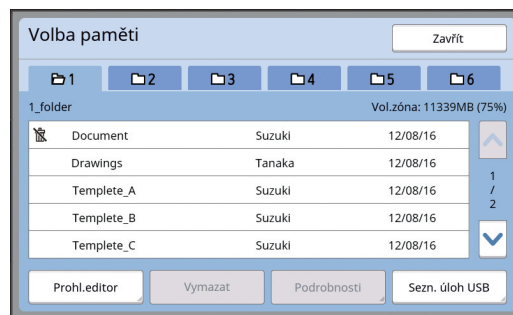 Volba paměti Zavřít
1 2 3 4 5 6
1_folder Vol.zóna: 11339MB (75%)
Document Suzuki 12/08/16
Drawings Tanaka 12/08/16
Templete_A Suzuki 12/08/16
Templete_B Suzuki 12/08/16
Templete_C Suzuki 12/08/16
1
/
2
Prohl.editor Vymazat Podrobnosti Sezn. úloh USB